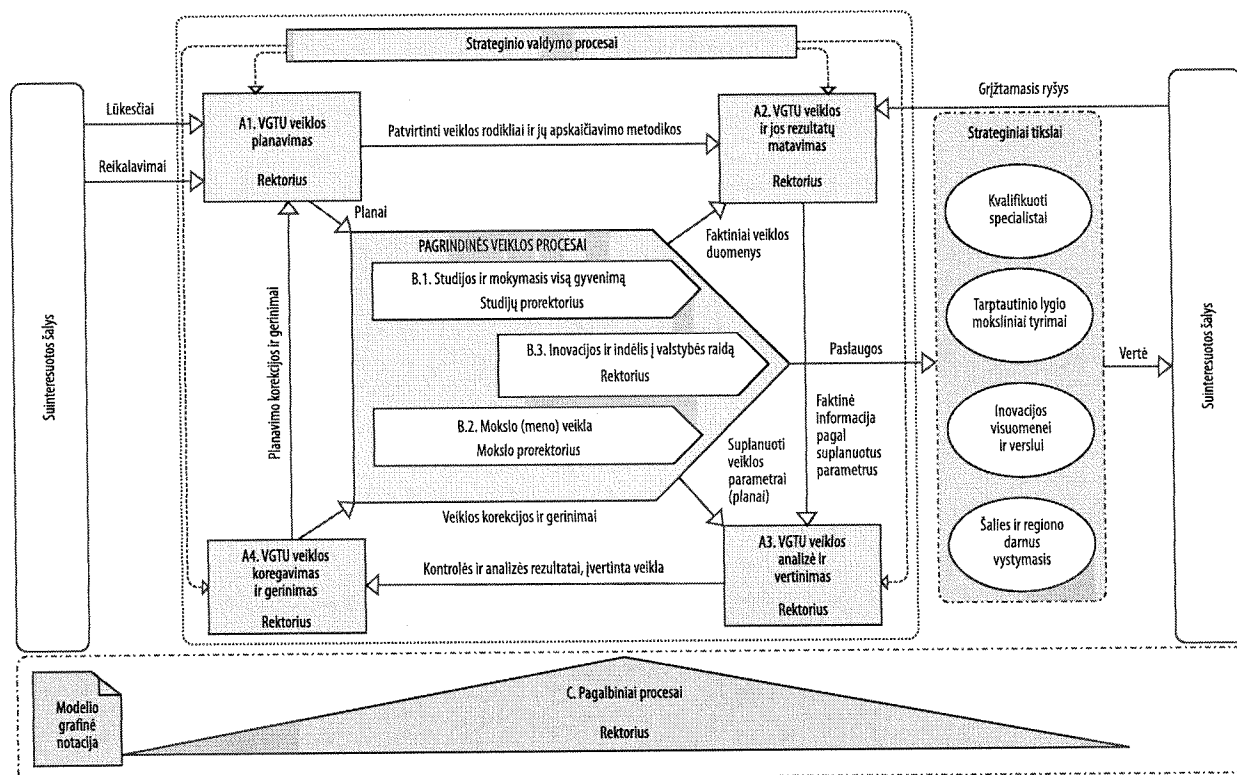 Strateginio valdymo procesai
Suinteresuotos šalys
Lūkesčiai
Reikalavimai
A1. VGTU veiklos
planavimas
Rektorius
Patvirtinti veiklos rodikliai ir jų apskaičiavimo metodikos
A2. VGTU veiklos
ir jos rezultatų
matavimas
Rektorius
Grįžtamasis ryšys
Strateginiai tikslai
Kvalifikuoti
specialistai
Tarptautinio lygio
moksliniai tyrimai
Inovacijos
visuomenei
ir verslui
Šalies ir regiono
darnus
vystymasis
Vertė
Suinteresuotos šalys
Planai
PAGRINDINĖS VEIKLOS PROCESAI
B.1. Studijos ir mokymasis visą gyvenimą
Studijų prorektorius
B.3. Inovacijos ir indėlis į valstybės raidą
Rektorius
B.2. Mokslo (meno) veikla
Mokslo prorektorius
Faktiniai veiklos
duomenys
Paslaugos
Planavimo korekcijos ir gerinimai
Suplanuoti
veiklos
parametrai
(planai)
Faktinė
informacija
pagal
suplanuotus
parametrus
Veiklos korekcijos ir gerinimai
A4. VGTU veiklos
koregavimas
ir gerinimas
Rektorius
Kontrolės ir analizės rezultatai, įvertinta veikla
A3. VGTU veiklos
analizė ir
vertinimas
Rektorius
Modelio
grafinė
notacija
C. Pagalbiniai procesai
Rektorius